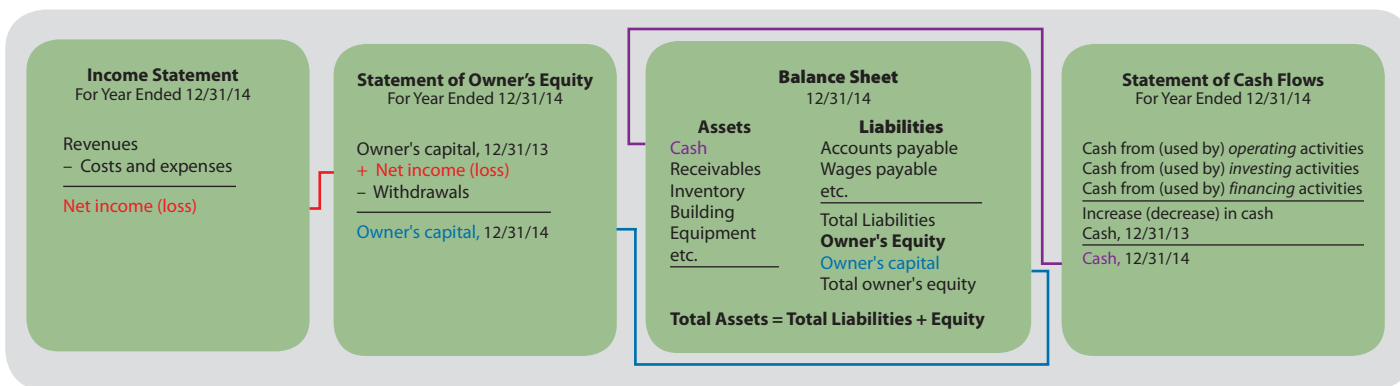 Income Statement
For Year Ended 12/31/14
Revenues
– Costs and expenses
Net income (loss)
Statement of Owner's Equity
For Year Ended 12/31/14
Owner's capital, 12/31/13
+ Net income (loss)
– Withdrawals
Owner's capital, 12/31/14
Balance Sheet
12/31/14
Assets
Cash
Receivables
Inventory
Building
Equipment
etc.
Liabilities
Accounts payable
Wages payable
etc.
Total Liabilities
Owner's Equity
Owner's capital
Total owner's equity
Total Assets = Total Liabilities + Equity
Statement of Cash Flows
For Year Ended 12/31/14
Cash from (used by) operating activities
Cash from (used by) investing activities
Cash from (used by) financing activities
Increase (decrease) in cash
Cash, 12/31/13
Cash, 12/31/14